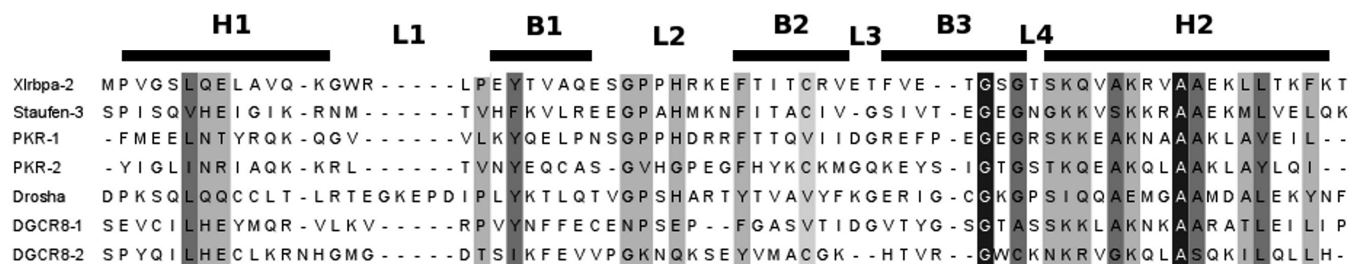 H1 L1 B1 L2 B2 L3 B3 L4 H2
Xlrbpa-2 MPVGSLQELAVQ-KGWR-----LPEYTVAQESGPPHRKEFTITCRVETFVE--TGSGTSKQVAKRVAAEKLLTKFKT
Staufen-3 SPISQVHEIGIK-RNM------TVHFKVLREEGPAHMKNFITACIV-GSIVT-EGEGNGKKVSKKRAAEKMLVELQK
PKR-1 -FMEELNTYRQK-QGV------VLKYQELPNSGPPHDRRFTTQVIIDGREFP-EGEGRSKKEAKNAAAKLAVEIL--
PKR-2 -YIGLINRIAQK-KRL------TVNYEQCAS-GVHGPEGFHYKCKMGQKEYS-IGTGSTKQEAKQLAAKLAYLQI--
Drosha DPKSQLQQCCLT-LRTEGKEPDIPLYKTLQTVGPSHARTYTVAVYFKGERIG-CGKGPSIQQAEMGAAMDALEKYNF
DGCR8-1 SEVCILHEYMQR-VLKV-----RPVYNFFECENPSEP--FGASVTIDGVTYG-SGTASSKKLAKNKAARATLEILIP
DGCR8-2 SPYQILHECLKRNHGMG-----DTSIKFEVVPGKNQKSEYVMACGK--HTVR--GWCKNKRVGKQLASQKILQLLH-